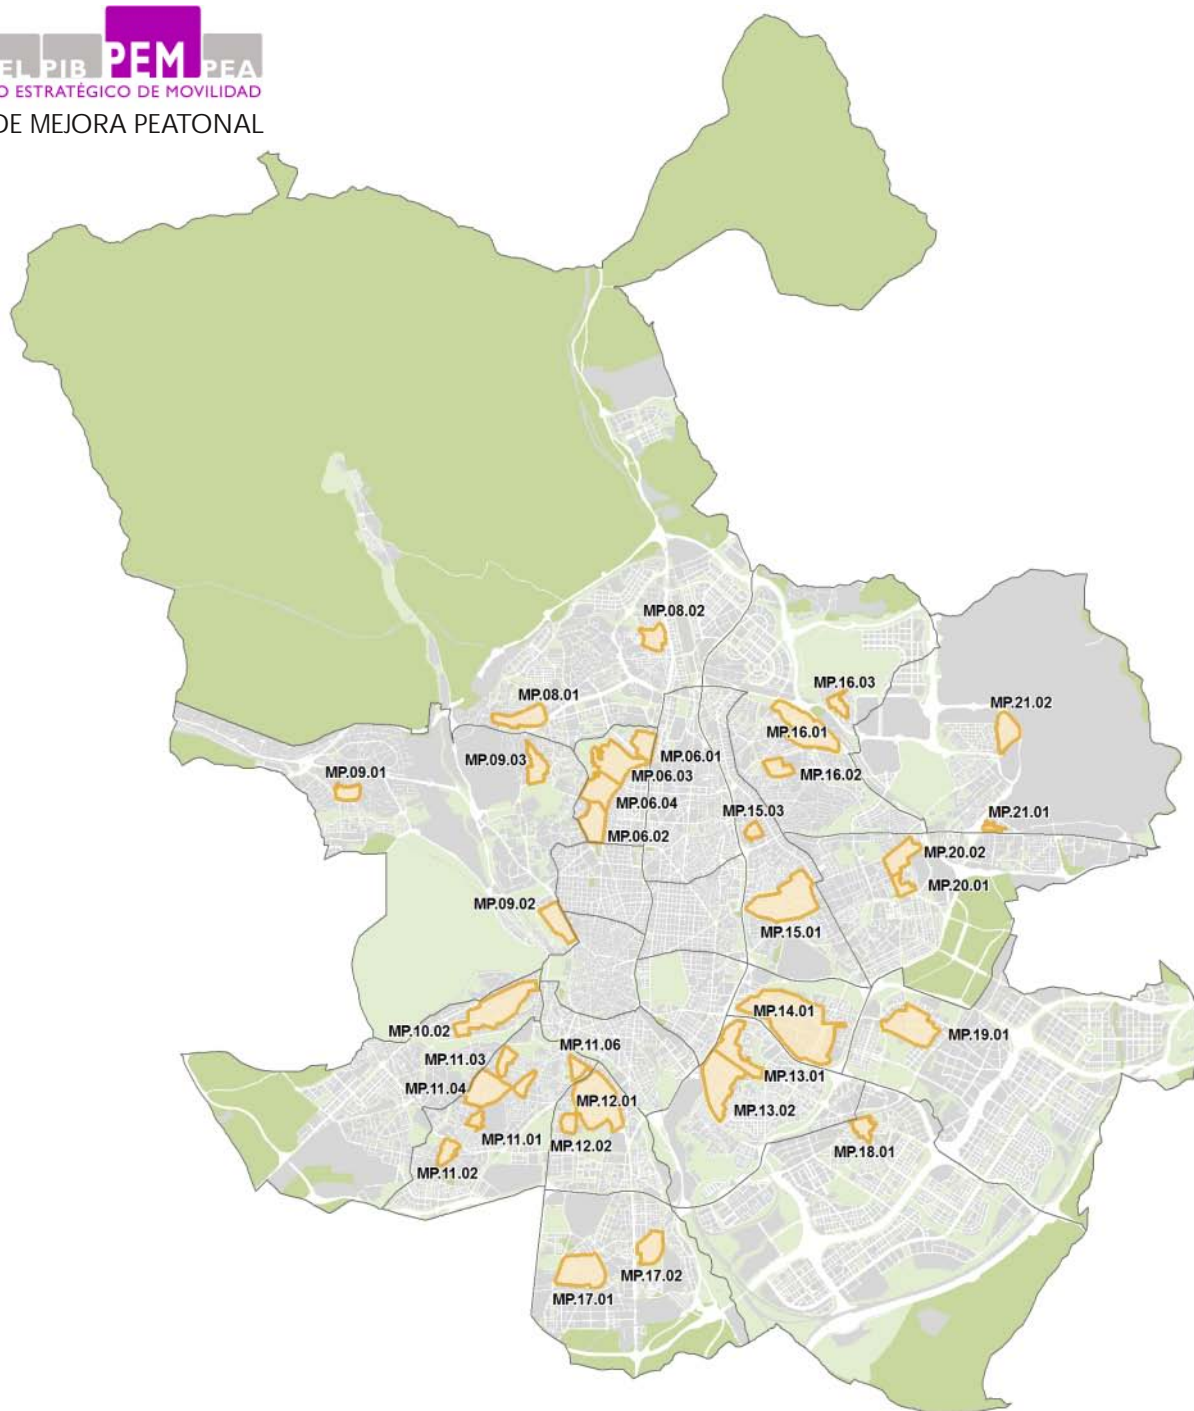 EL PIB PEM PEA
O ESTRATÉGICO DE MOVILIDAD
DE MEJORA PEATONAL
MP.08.02
MP.16.03
MP.08.01
MP.21.02
MP.16.01
MP.09.03
MP.06.01
MP.09.01
MP.06.03
MP.16.02
MP.06.04
MP.15.03
MP.21.01
MP.06.02
MP.20.02
MP.20.01
MP.09.02
MP.15.01
MP.14.01
MP.10.02
MP.19.01
MP.11.06
MP.11.03
MP.13.01
MP.11.04
MP.12.01
MP.13.02
MP.11.01
MP.12.02
MP.18.01
MP.11.02
MP.17.02
MP.17.01